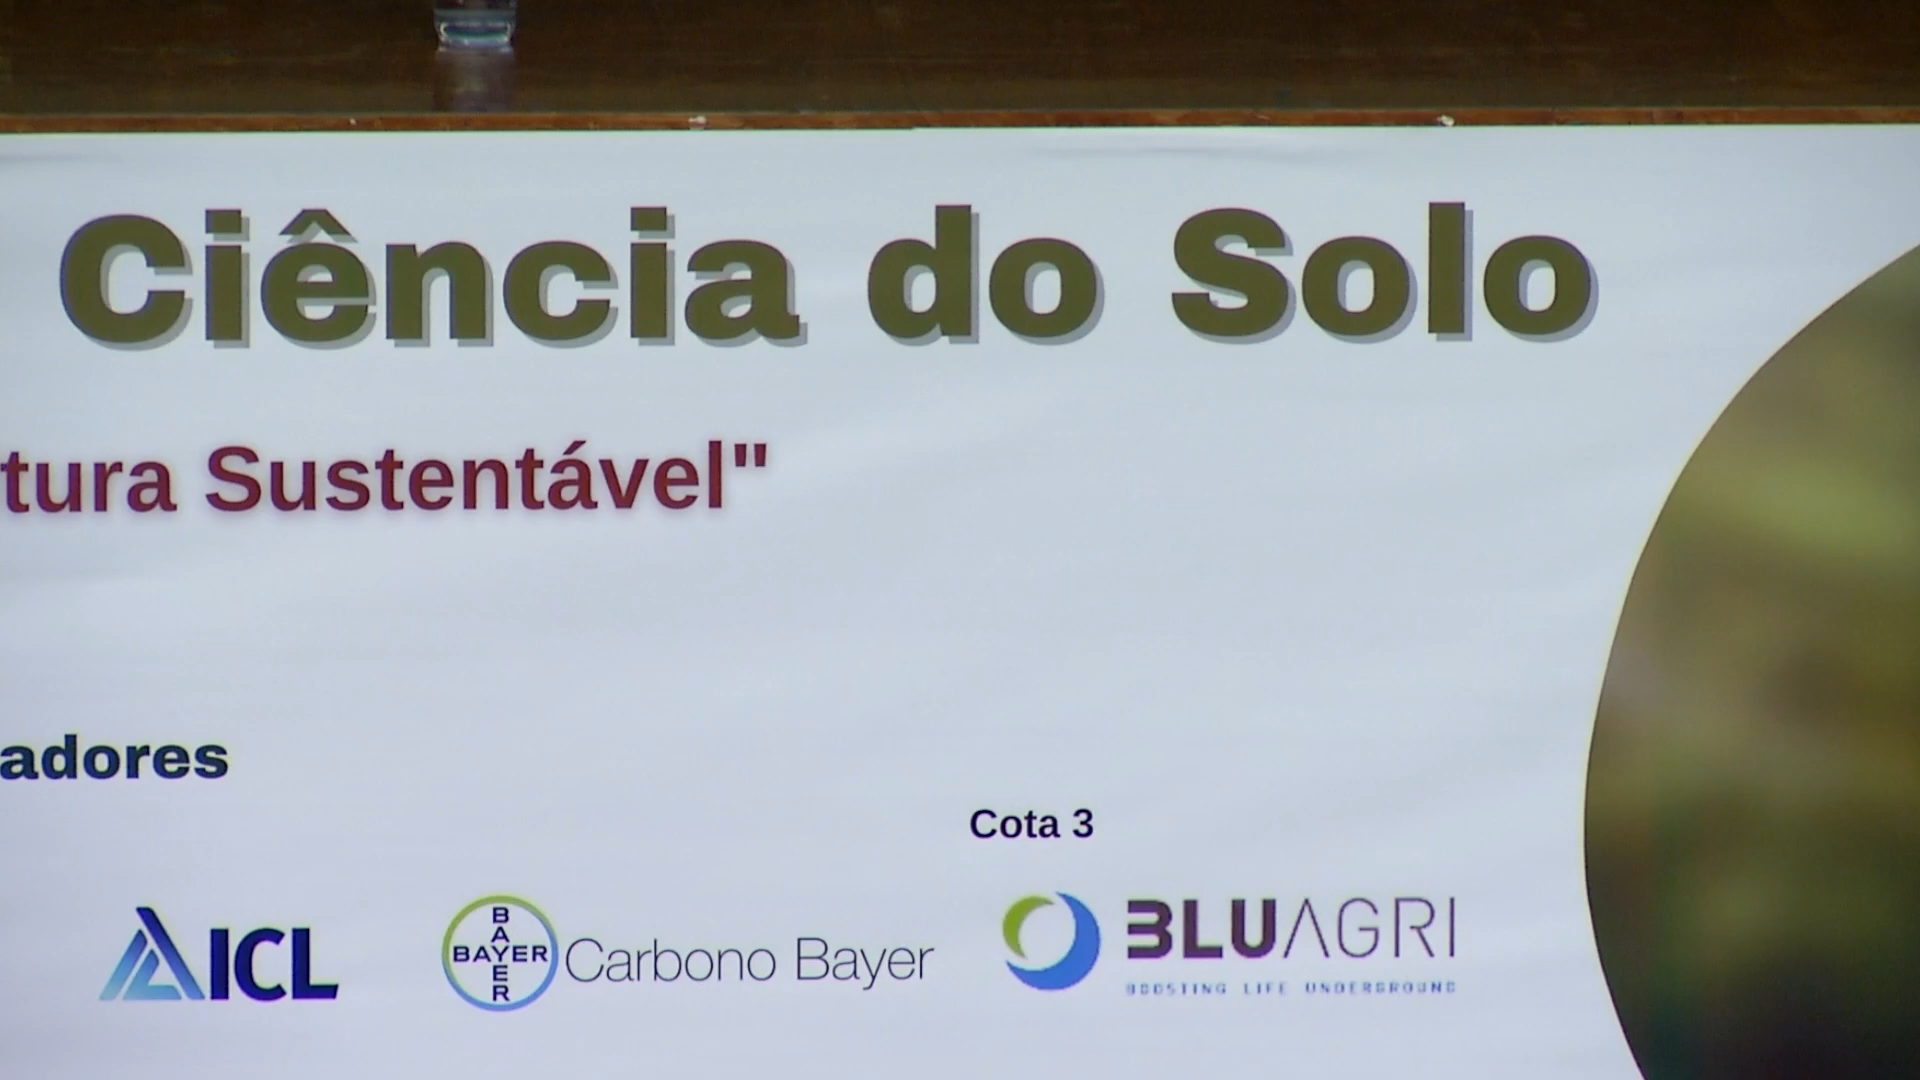 Ciência do Solo
tura Sustentável"
adores
Cota 3
ICL
BAYER
BAYER
Carbono Bayer
BLUAGRI
BOOSTING LIFE UNDERGROUND